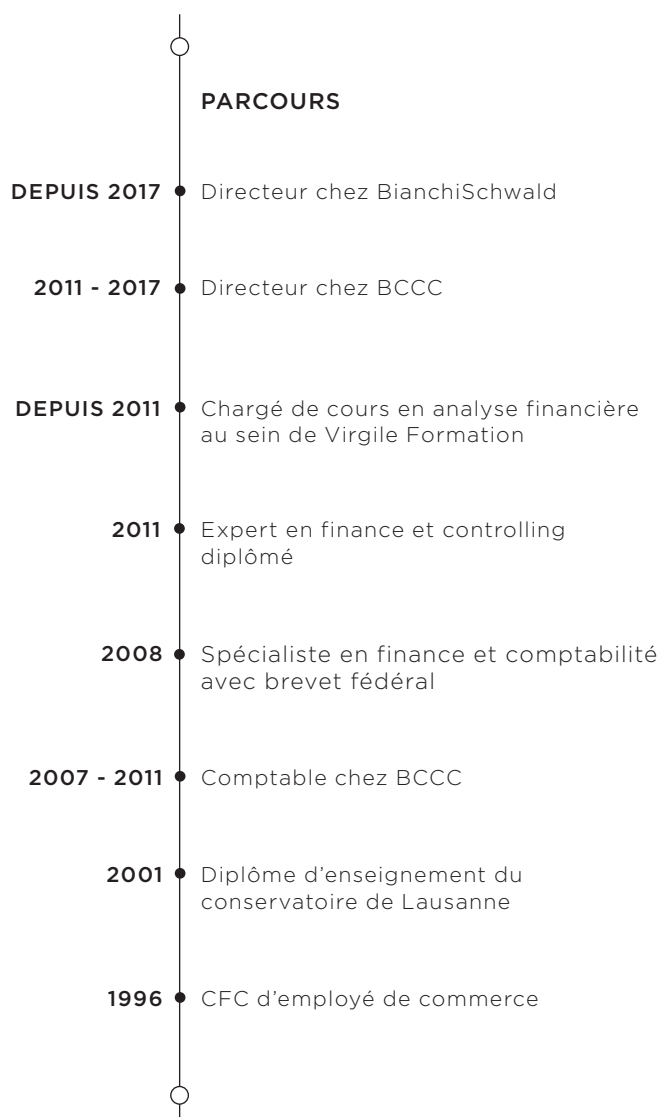 PARCOURS
DEPUIS 2017 Directeur chez BianchiSchwald
2011 - 2017 Directeur chez BCCC
DEPUIS 2011 Chargé de cours en analyse financière
au sein de Virgile Formation
2011 Expert en finance et controlling
diplômé
2008 Spécialiste en finance et comptabilité
avec brevet fédéral
2007 - 2011 Comptable chez BCCC
2001 Diplôme d’enseignement du
conservatoire de Lausanne
1996 CFC d’employé de commerce